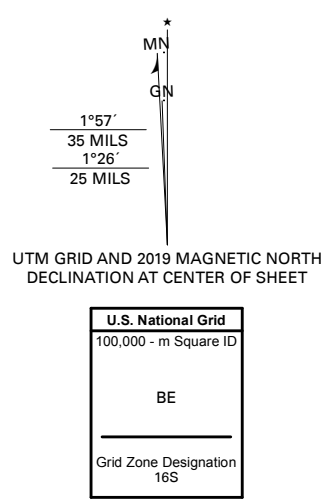 MN
GN
1°57´
35 MILS
1°26´
25 MILS
UTM GRID AND 2019 MAGNETIC NORTH
DECLINATION AT CENTER OF SHEET
U.S. National Grid
100,000 - m Square ID
BE
Grid Zone Designation
16S